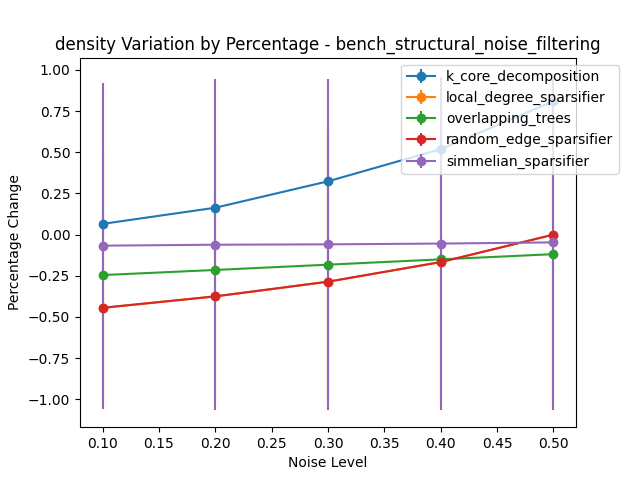 density Variation by Percentage - bench_structural_noise_filtering
k_core_decomposition
local_degree_sparsifier
overlapping_trees
random_edge_sparsifier
simmelian_sparsifier
Percentage Change
1.00
0.75
0.50
0.25
0.00
−0.25
−0.50
−0.75
−1.00
0.10 0.15 0.20 0.25 0.30 0.35 0.40 0.45 0.50
Noise Level